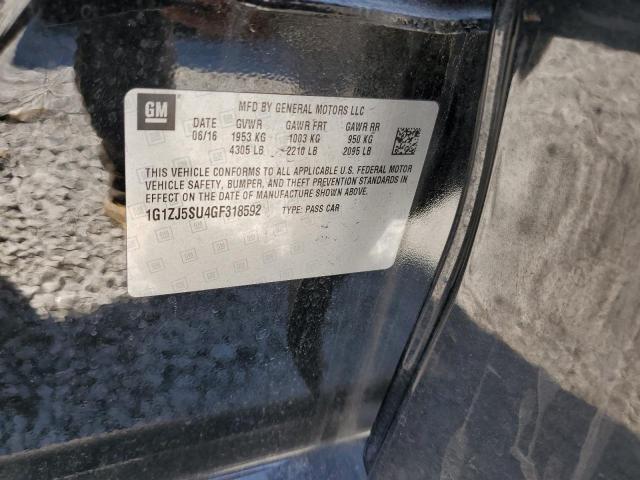 GM
MFD BY GENERAL MOTORS LLC
DATE GVWR GAWR FRT GAWR RR
06/16 1953 KG 1003 KG 950 KG
4305 LB 2210 LB 2095 LB
THIS VEHICLE CONFORMS TO ALL APPLICABLE U.S. FEDERAL MOTOR
VEHICLE SAFETY, BUMPER, AND THEFT PREVENTION STANDARDS IN
EFFECT ON THE DATE OF MANUFACTURE SHOWN ABOVE.
1G1ZJ5SU4GF318592 TYPE: PASS CAR